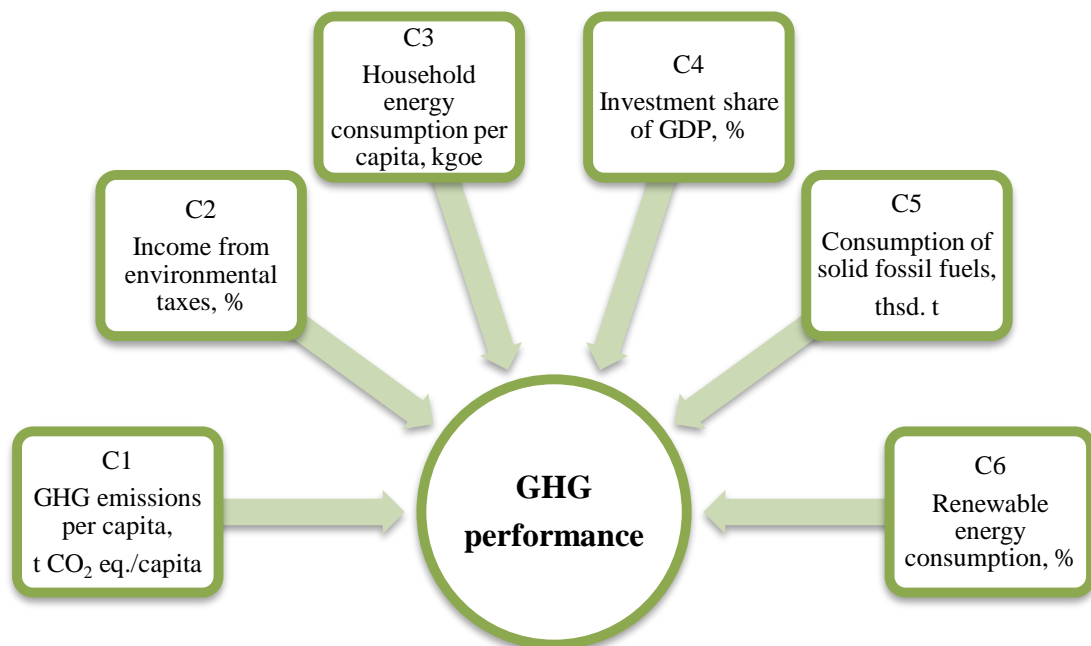 C1
GHG emissions
per capita,
t CO₂ eq./capita
C2
Income from
environmental
taxes, %
C3
Household
energy
consumption per
capita, kgoe
C4
Investment share
of GDP, %
C5
Consumption of
solid fossil fuels,
thsd. t
C6
Renewable
energy
consumption, %
GHG
performance